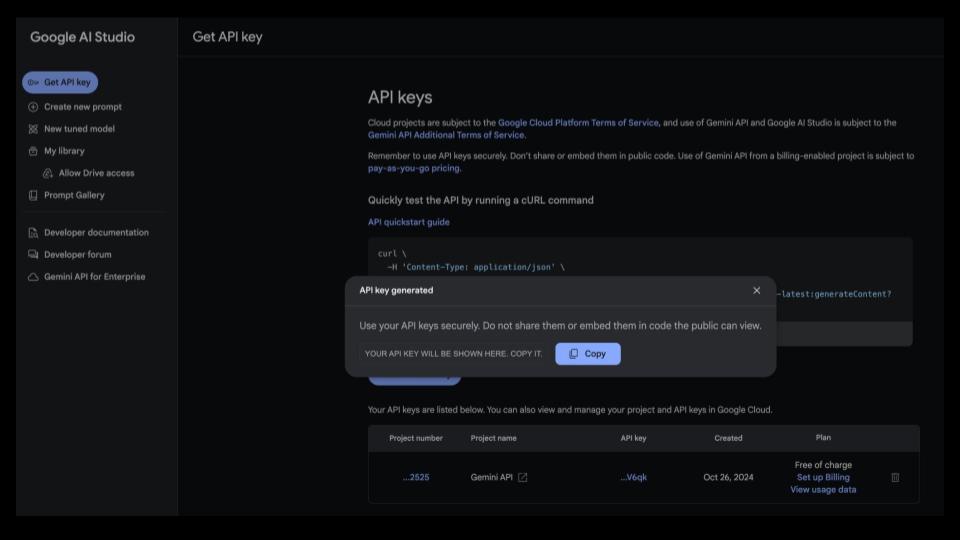 Google AI Studio
Get API key
Get API key
Create new prompt
New tuned model
My library
Allow Drive access
Prompt Gallery
Developer documentation
Developer forum
Gemini API for Enterprise
API keys
Cloud projects are subject to the Google Cloud Platform Terms of Service, and use of Gemini API and Google AI Studio is subject to the
Gemini API Additional Terms of Service.
Remember to use API keys securely. Don't share or embed them in public code. Use of Gemini API from a billing-enabled project is subject to
pay-as-you-go pricing.
Quickly test the API by running a cURL command
API quickstart guide
curl \
-H 'Content-Type: application/json' \
-latest:generateContent?
API key generated
Use your API keys securely. Do not share them or embed them in code the public can view.
YOUR API KEY WILL BE SHOWN HERE. COPY IT.
Copy
Your API keys are listed below. You can also view and manage your project and API keys in Google Cloud.
Project number Project name API key Created Plan
...2525 Gemini API ...V6qk Oct 26, 2024 Free of charge
Set up Billing
View usage data